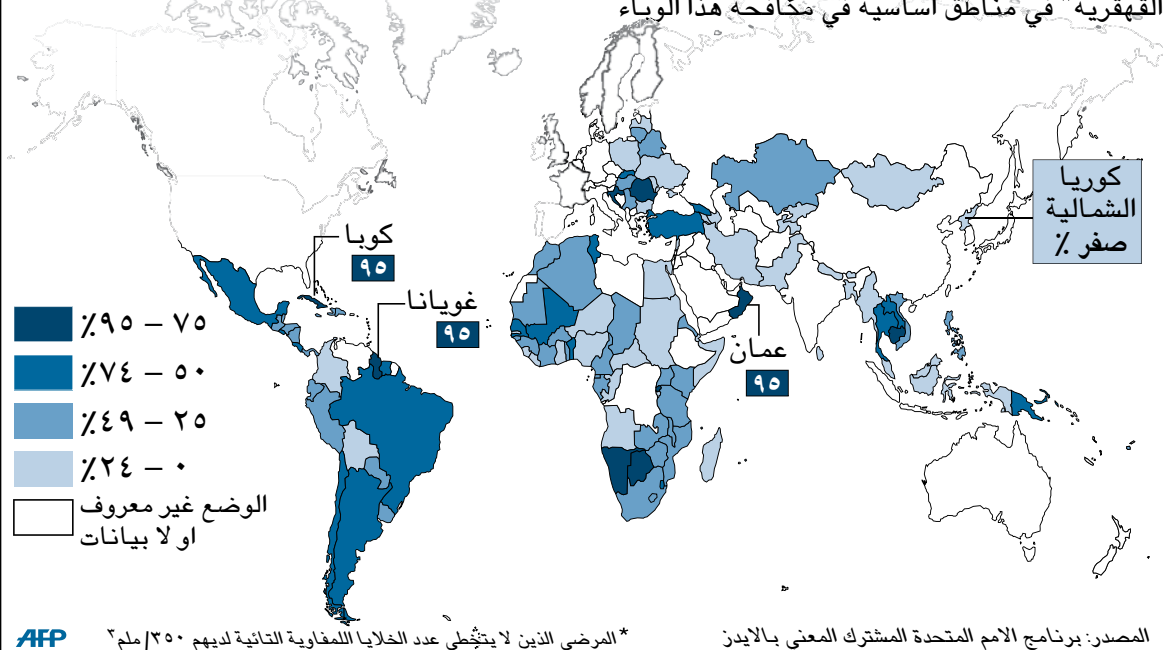 القهقرية" في مناطق اساسية في مكافحة هذا الوباء
كوريا
الشمالية
صفر ٪
كوبا
٩٥
غويانا
٩٥
عمان
٩٥
٧٥ – ٩٥٪
٥٠ – ٧٤٪
٢٥ – ٤٩٪
٠ – ٢٤٪
الوضع غير معروف
او لا بيانات
المصدر: برنامج الامم المتحدة المشترك المعني بالايدز
*المرضى الذين لا يتخطى عدد الخلايا اللمفاوية التائية لديهم ٣٥٠/ملم٣
AFP